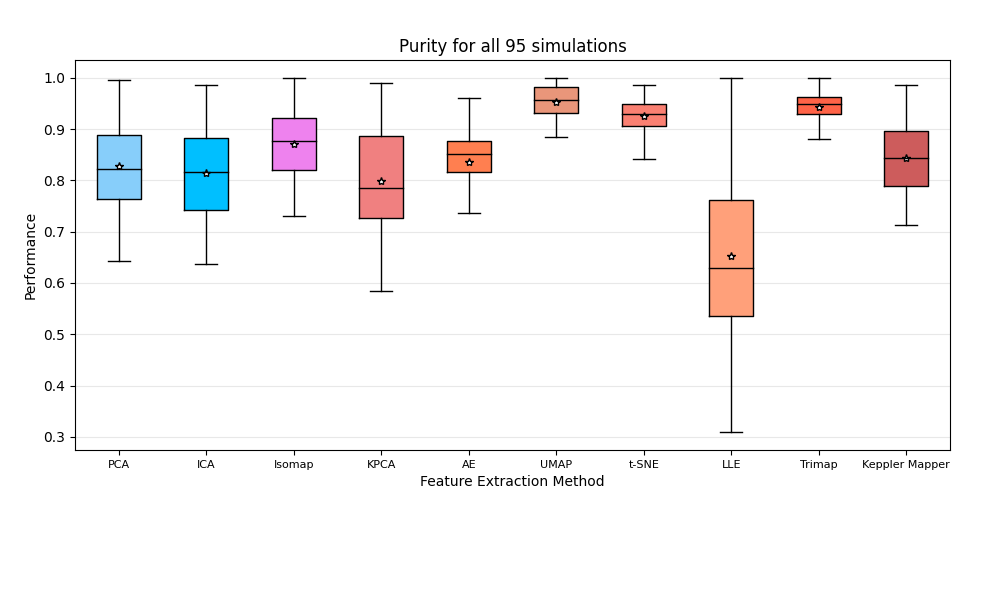 Purity for all 95 simulations
Performance
1.0
0.9
0.8
0.7
0.6
0.5
0.4
0.3
PCA ICA Isomap KPCA AE UMAP t-SNE LLE Trimap Keppler Mapper
Feature Extraction Method